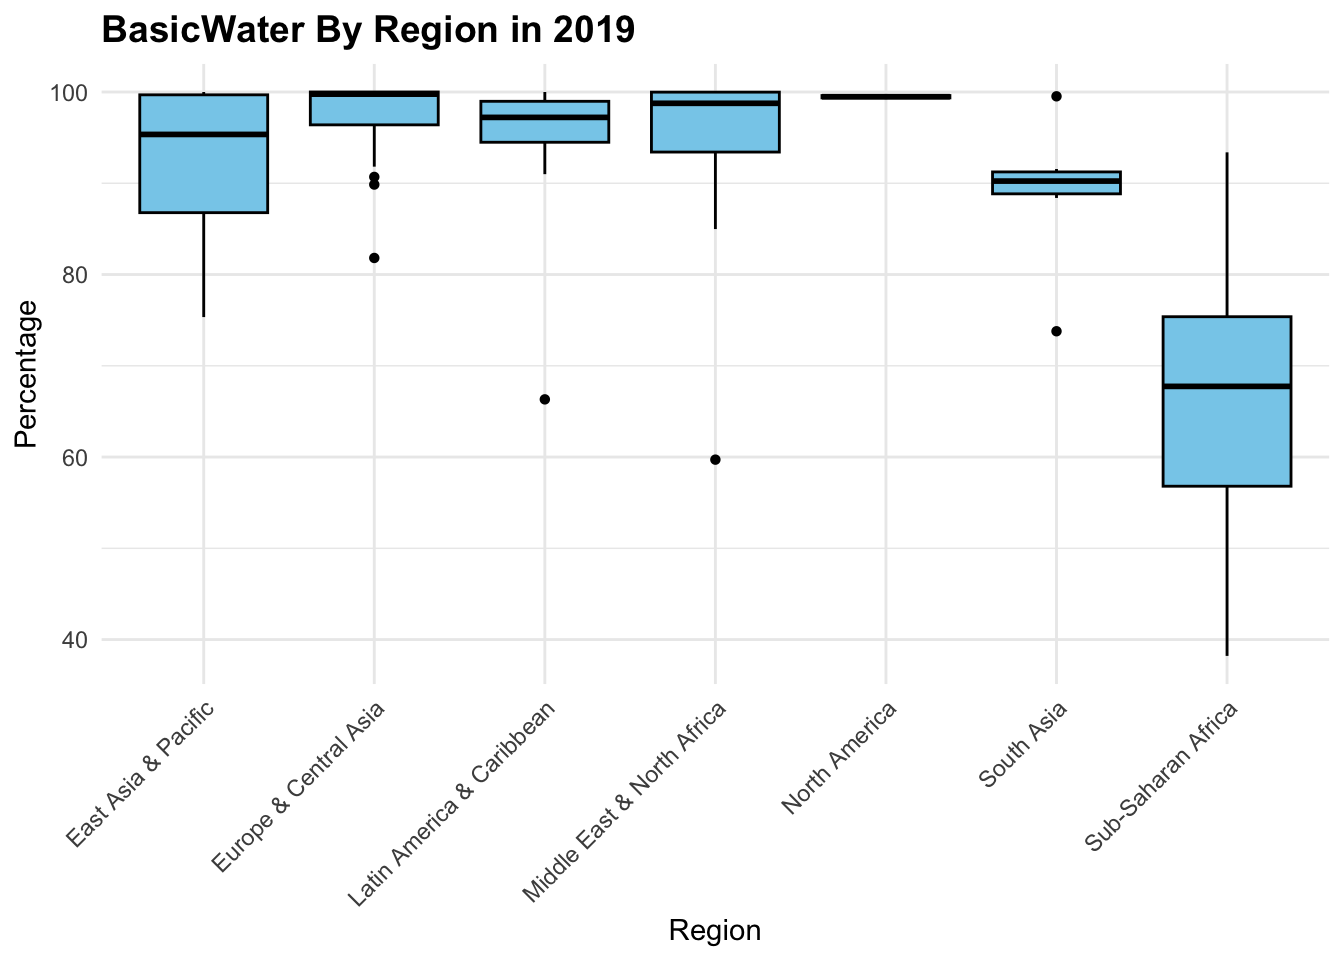 BasicWater By Region in 2019
Percentage
100
80
60
40
East Asia & Pacific
Europe & Central Asia
Latin America & Caribbean
Middle East & North Africa
North America
South Asia
Sub-Saharan Africa
Region